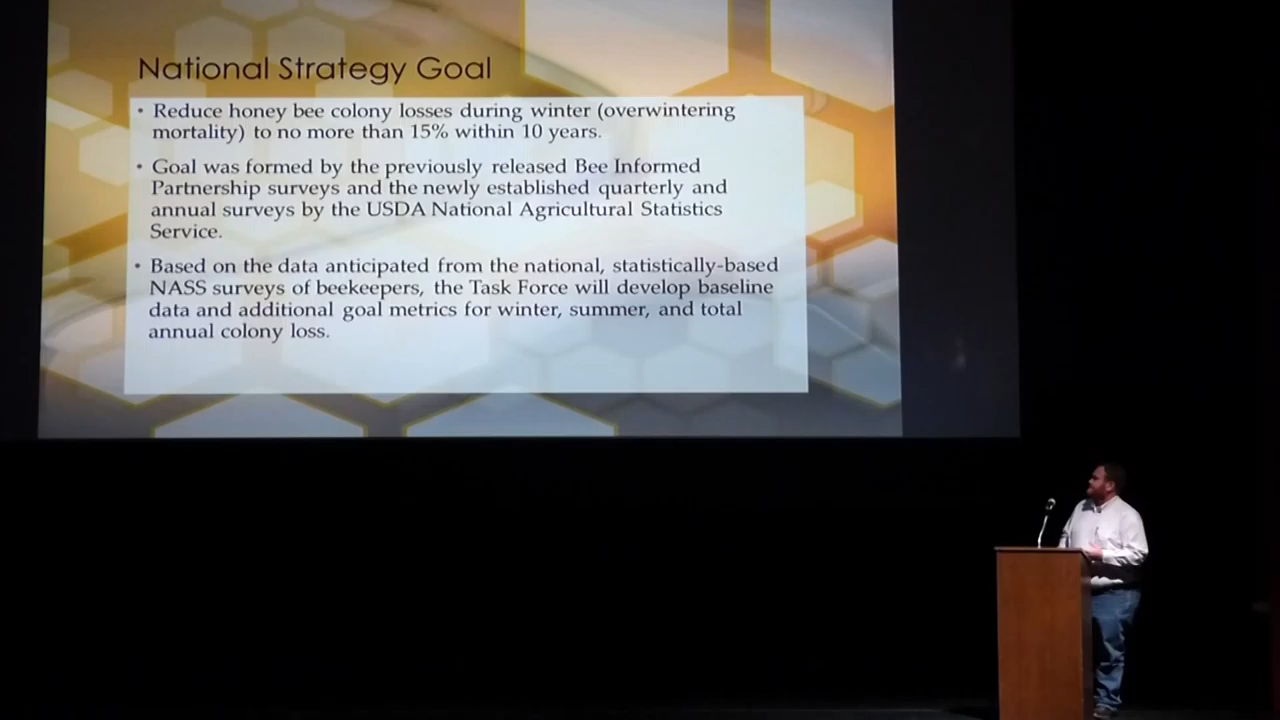 National Strategy Goal
• Reduce honey bee colony losses during winter (overwintering
mortality) to no more than 15% within 10 years.
• Goal was formed by the previously released Bee Informed
Partnership surveys and the newly established quarterly and
annual surveys by the USDA National Agricultural Statistics
Service.
• Based on the data anticipated from the national, statistically-based
NASS surveys of beekeepers, the Task Force will develop baseline
data and additional goal metrics for winter, summer, and total
annual colony loss.